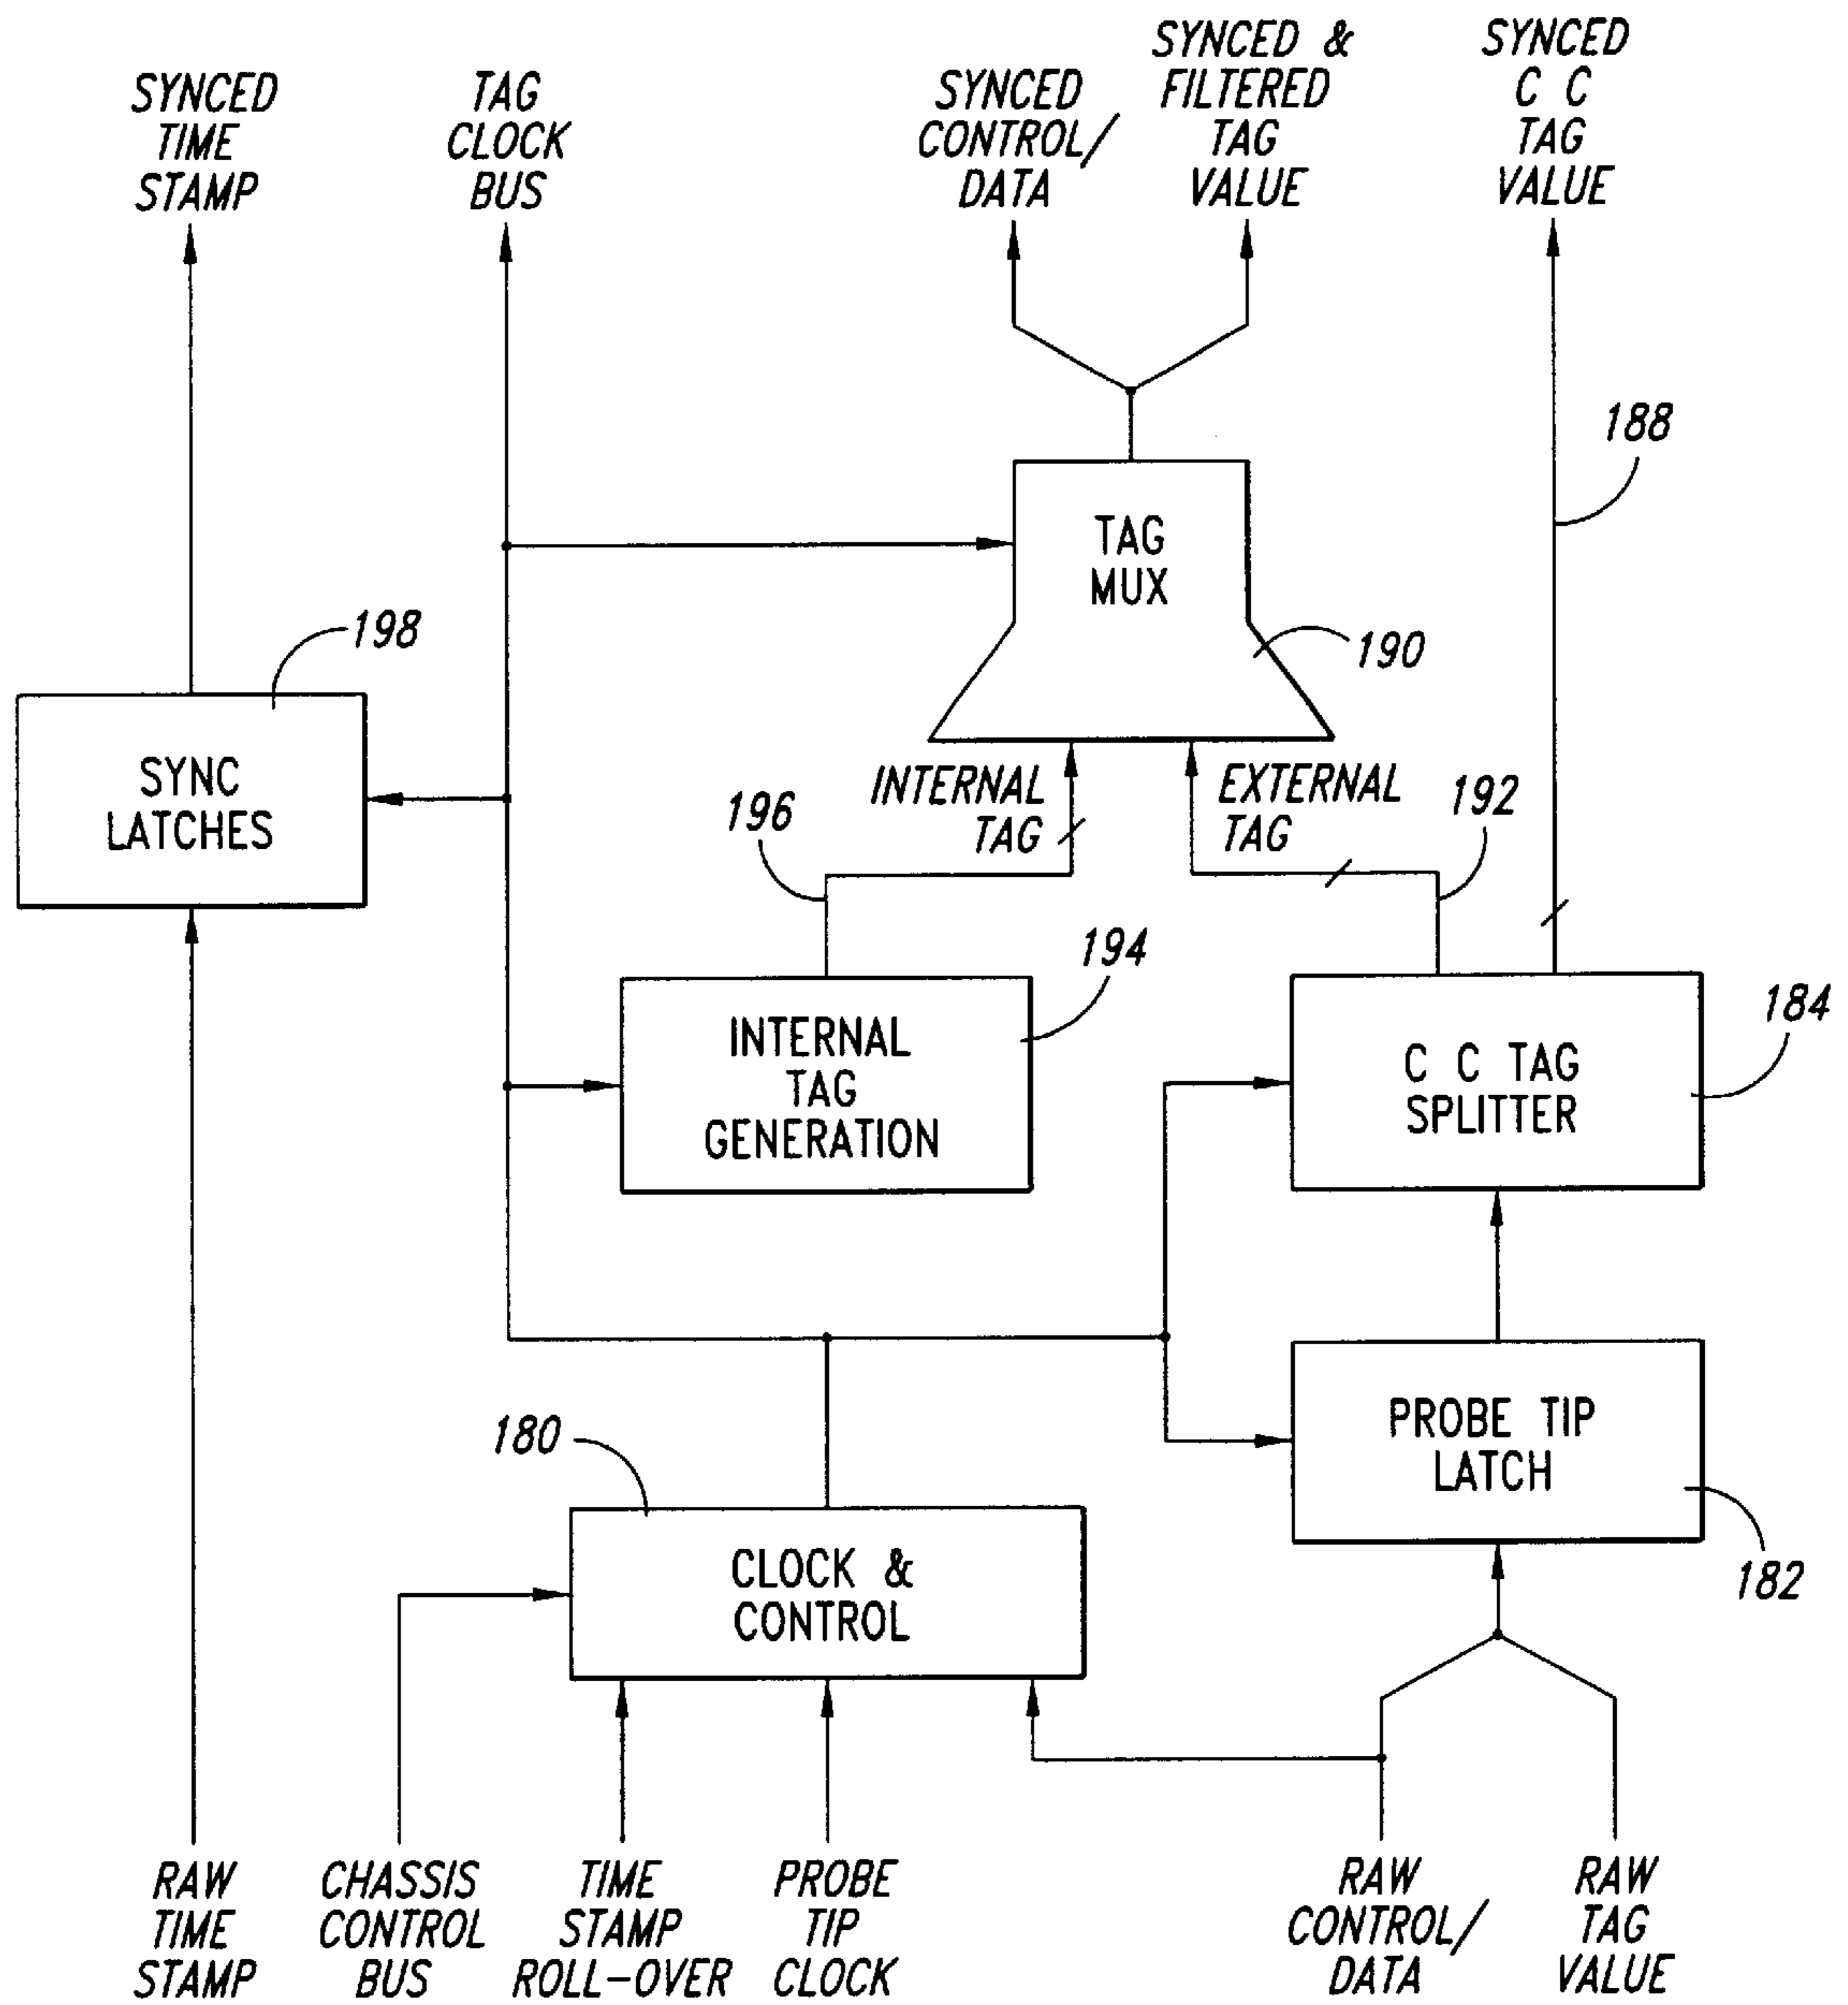 SYNCED
TIME
STAMP
TAG
CLOCK
BUS
SYNCED
CONTROL/
DATA
SYNCED &
FILTERED
TAG
VALUE
SYNCED
C C
TAG
VALUE
188
TAG
MUX
190
198
SYNC
LATCHES
INTERNAL
TAG
EXTERNAL
TAG
196
192
194
INTERNAL
TAG
GENERATION
184
C C TAG
SPLITTER
180
CLOCK &
CONTROL
PROBE TIP
LATCH
182
RAW
TIME
STAMP
CHASSIS
CONTROL
BUS
TIME
STAMP
ROLL-OVER
PROBE
TIP
CLOCK
RAW
CONTROL/
DATA
RAW
TAG
VALUE